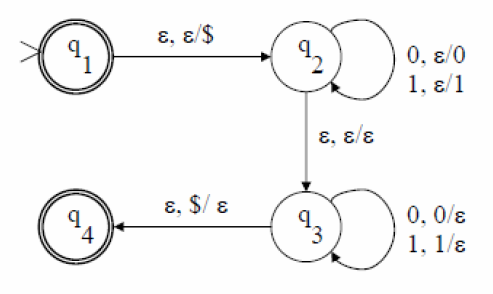 q1
ε, ε/$
q2
0, ε/0
1, ε/1
ε, ε/ε
q4
ε, $/ ε
q3
0, 0/ε
1, 1/ε